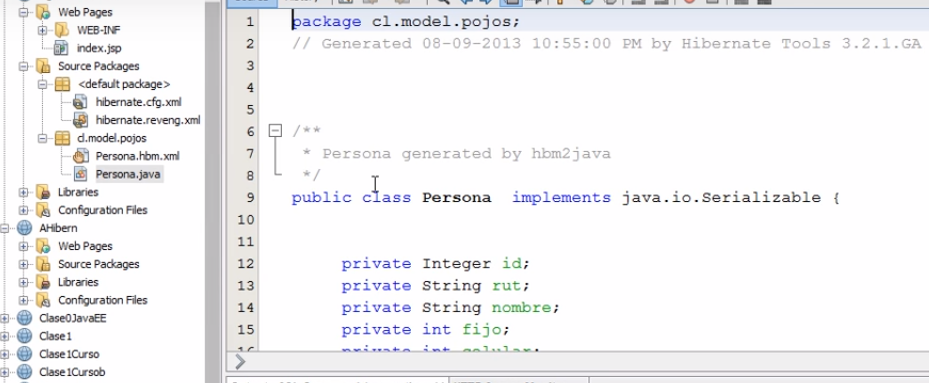 Web Pages
WEB-INF
index.jsp
Source Packages
<default package>
hibernate.cfg.xml
hibernate.reveng.xml
cl.model.pojos
Persona.hbm.xml
Persona.java
Libraries
Configuration Files
AHibern
Web Pages
Source Packages
Libraries
Configuration Files
Clase0JavaEE
Clase1
Clase1Curso
Clase1Cursob
1 package cl.model.pojos;
2 // Generated 08-09-2013 10:55:00 PM by Hibernate Tools 3.2.1.GA
3
4
5
6 /**
7 * Persona generated by hbm2java
8 */
9 public class Persona implements java.io.Serializable {
10
11
12 private Integer id;
13 private String rut;
14 private String nombre;
15 private int fijo;
16 private int celular;